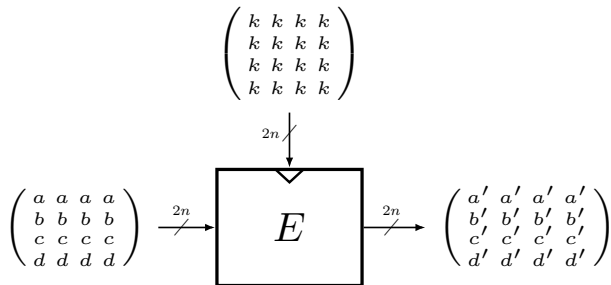 k k k k
k k k k
k k k k
k k k k
2n
a a a a
b b b b
c c c c
d d d d
2n
E
2n
a′ a′ a′ a′
b′ b′ b′ b′
c′ c′ c′ c′
d′ d′ d′ d′